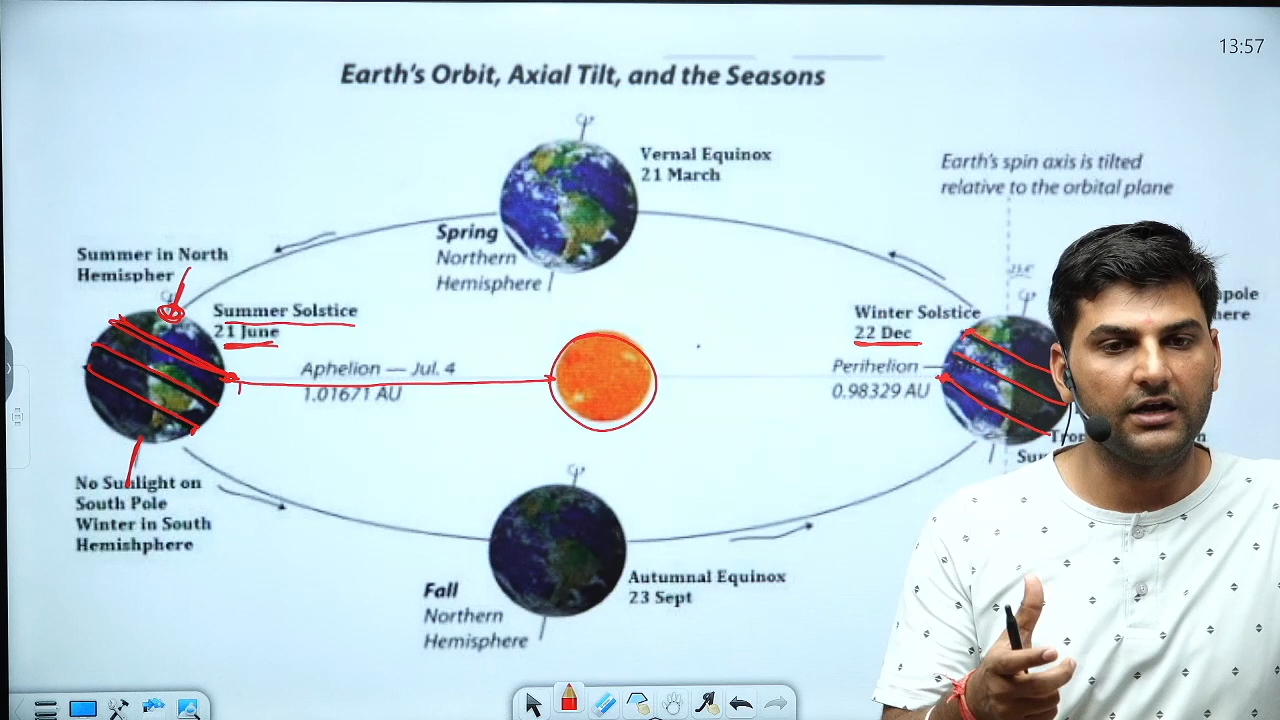 13:57
Earth's Orbit, Axial Tilt, and the Seasons
Vernal Equinox
21 March
Earth's spin axis is tilted
relative to the orbital plane
Spring
Northern
Hemisphere
Summer in North
Hemispher
Summer Solstice
21 June
Winter Solstice
22 Dec
Aphelion — Jul. 4
1.01671 AU
Perihelion —
0.98329 AU
No Sunlight on
South Pole
Winter in South
Hemishphere
Autumnal Equinox
23 Sept
Fall
Northern
Hemisphere